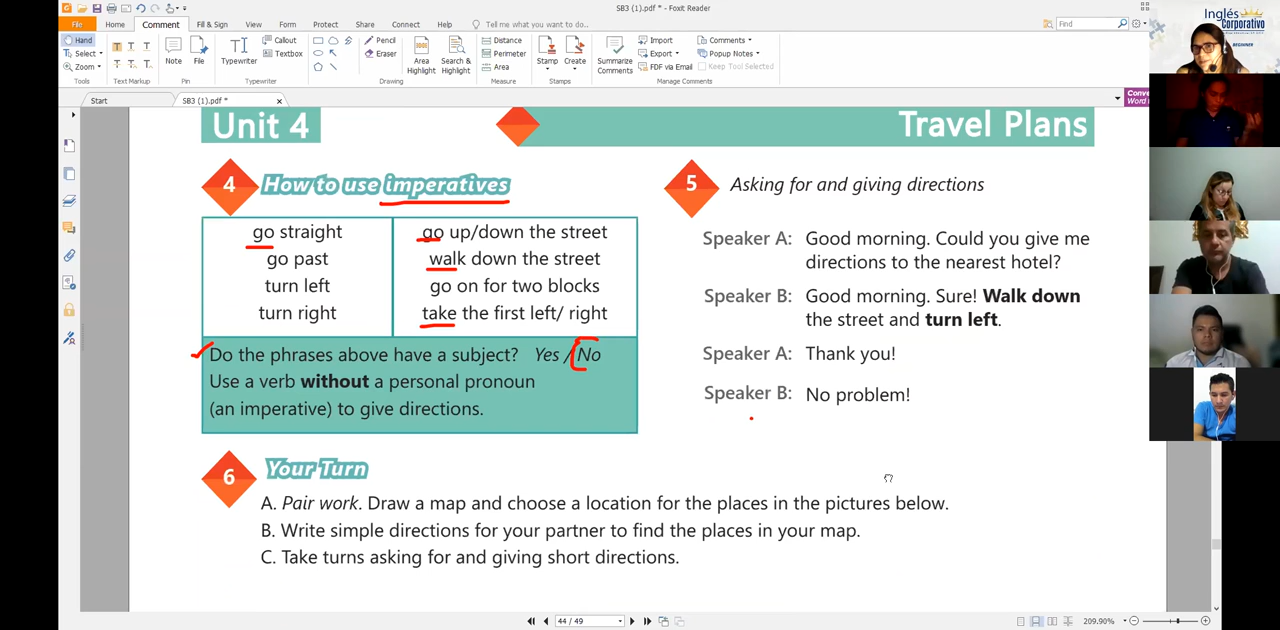 SB3 (1).pdf * - Foxit Reader
File Home Comment View Form Protect Share Connect Help Tell me what you want to do...
Fill & Sign
Find
Hand
Select
Zoom
Tools
Text Markup
Note
File
Pin
Typewriter
Callout
Textbox
Typewriter
Pencil
Eraser
Drawing
Area Highlight
Search & Highlight
Distance
Perimeter
Area
Measure
Stamp
Create
Stamps
Summarize Comments
Import
Export
FDF via Email
Comments
Popup Notes
Keep Tool Selected
Manage Comments
Start
SB3 (1).pdf *
Conve
Word t
Inglés
Corporativo
BEGINNER
Unit 4
Travel Plans
4 How to use imperatives
go straight
go past
turn left
turn right
go up/down the street
walk down the street
go on for two blocks
take the first left/ right
Do the phrases above have a subject? Yes / No
Use a verb without a personal pronoun
(an imperative) to give directions.
5 Asking for and giving directions
Speaker A: Good morning. Could you give me
directions to the nearest hotel?
Speaker B: Good morning. Sure! Walk down
the street and turn left.
Speaker A: Thank you!
Speaker B: No problem!
6 Your Turn
A. Pair work. Draw a map and choose a location for the places in the pictures below.
B. Write simple directions for your partner to find the places in your map.
C. Take turns asking for and giving short directions.
44 / 49
209.90%